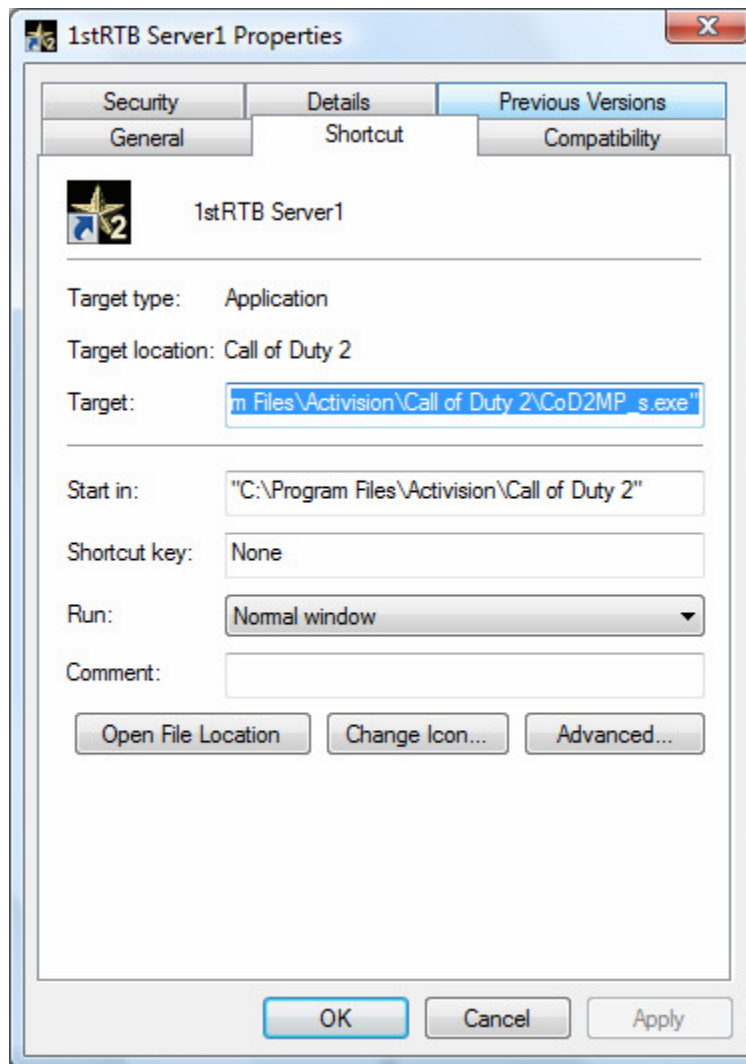 1stRTB Server1 Properties
Security Details Previous Versions
General Shortcut Compatibility
2
1stRTB Server1
Target type: Application
Target location: Call of Duty 2
Target: m Files\Activision\Call of Duty 2\CoD2MP_s.exe"
Start in: "C:\Program Files\Activision\Call of Duty 2"
Shortcut key: None
Run: Normal window
Comment:
Open File Location Change Icon... Advanced...
OK Cancel Apply